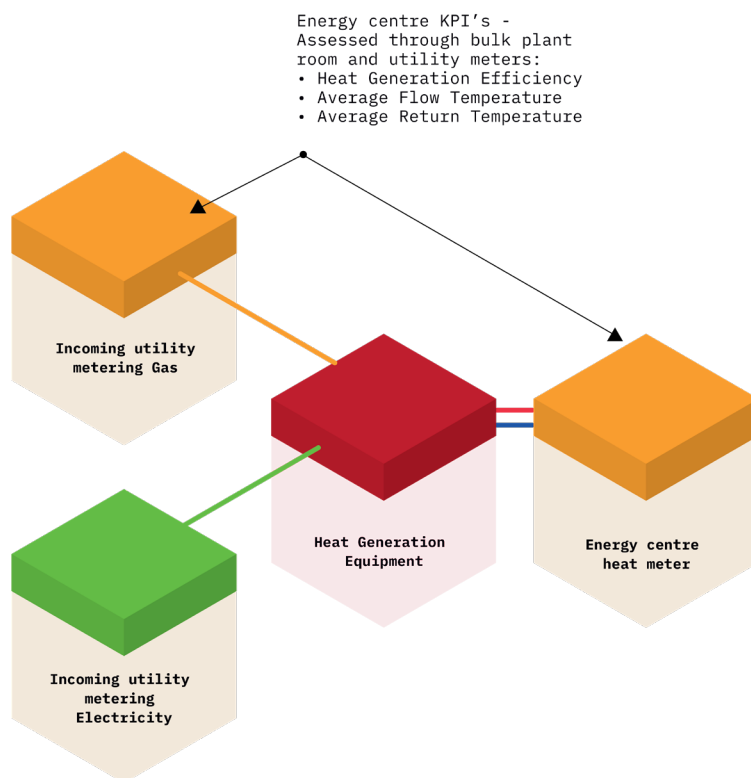 Energy centre KPI’s -
Assessed through bulk plant
room and utility meters:
• Heat Generation Efficiency
• Average Flow Temperature
• Average Return Temperature
Incoming utility
metering Gas
Heat Generation
Equipment
Energy centre
heat meter
Incoming utility
metering
Electricity